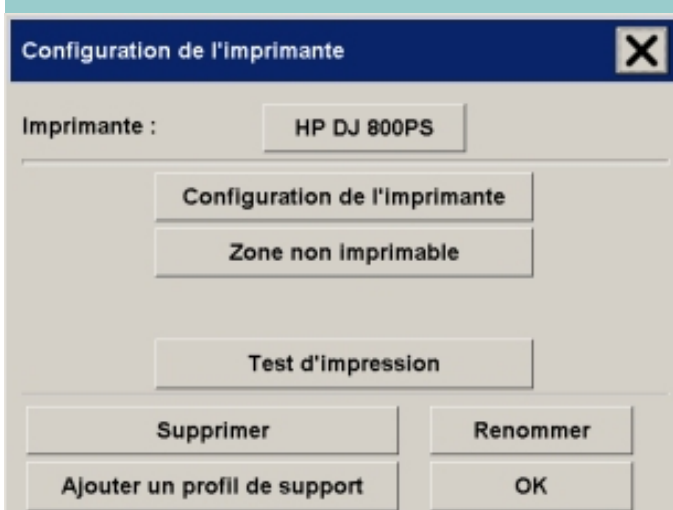 Configuration de l'imprimante
Imprimante : HP DJ 800PS
Configuration de l'imprimante
Zone non imprimable
Test d'impression
Supprimer Renommer
Ajouter un profil de support OK